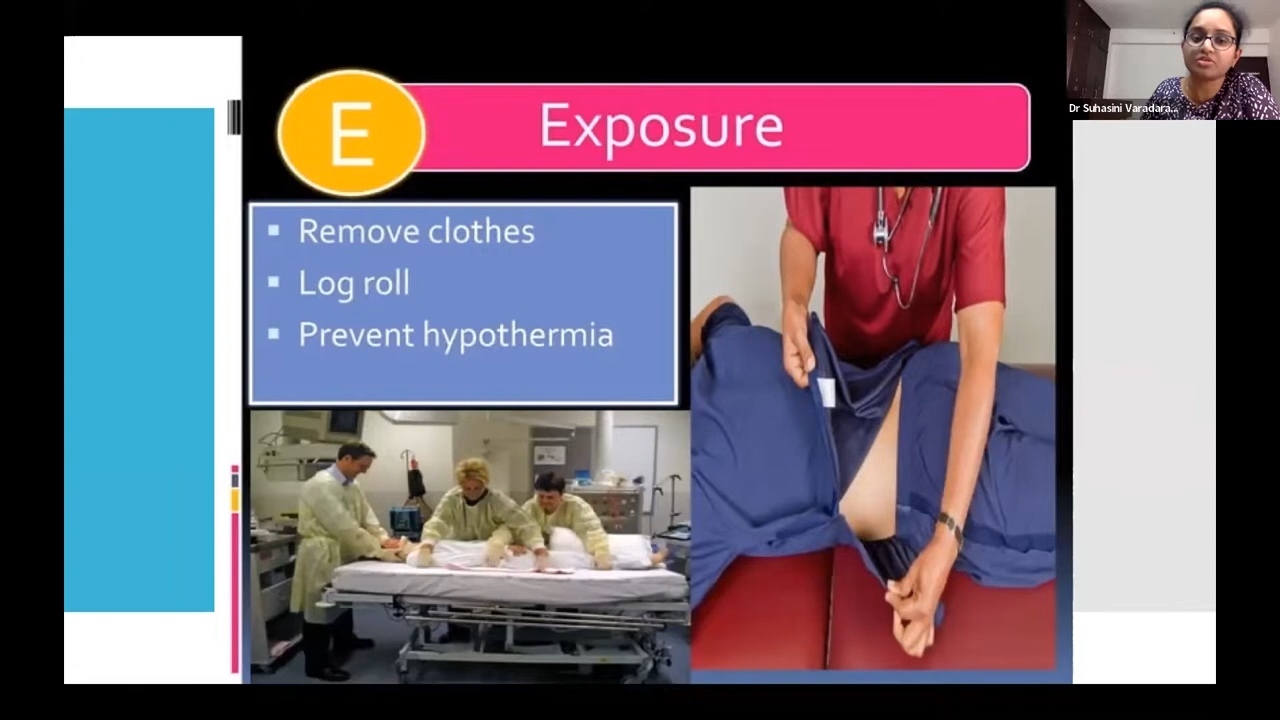 E
Exposure
Remove clothes
Log roll
Prevent hypothermia
Dr Suhasini Varadara...